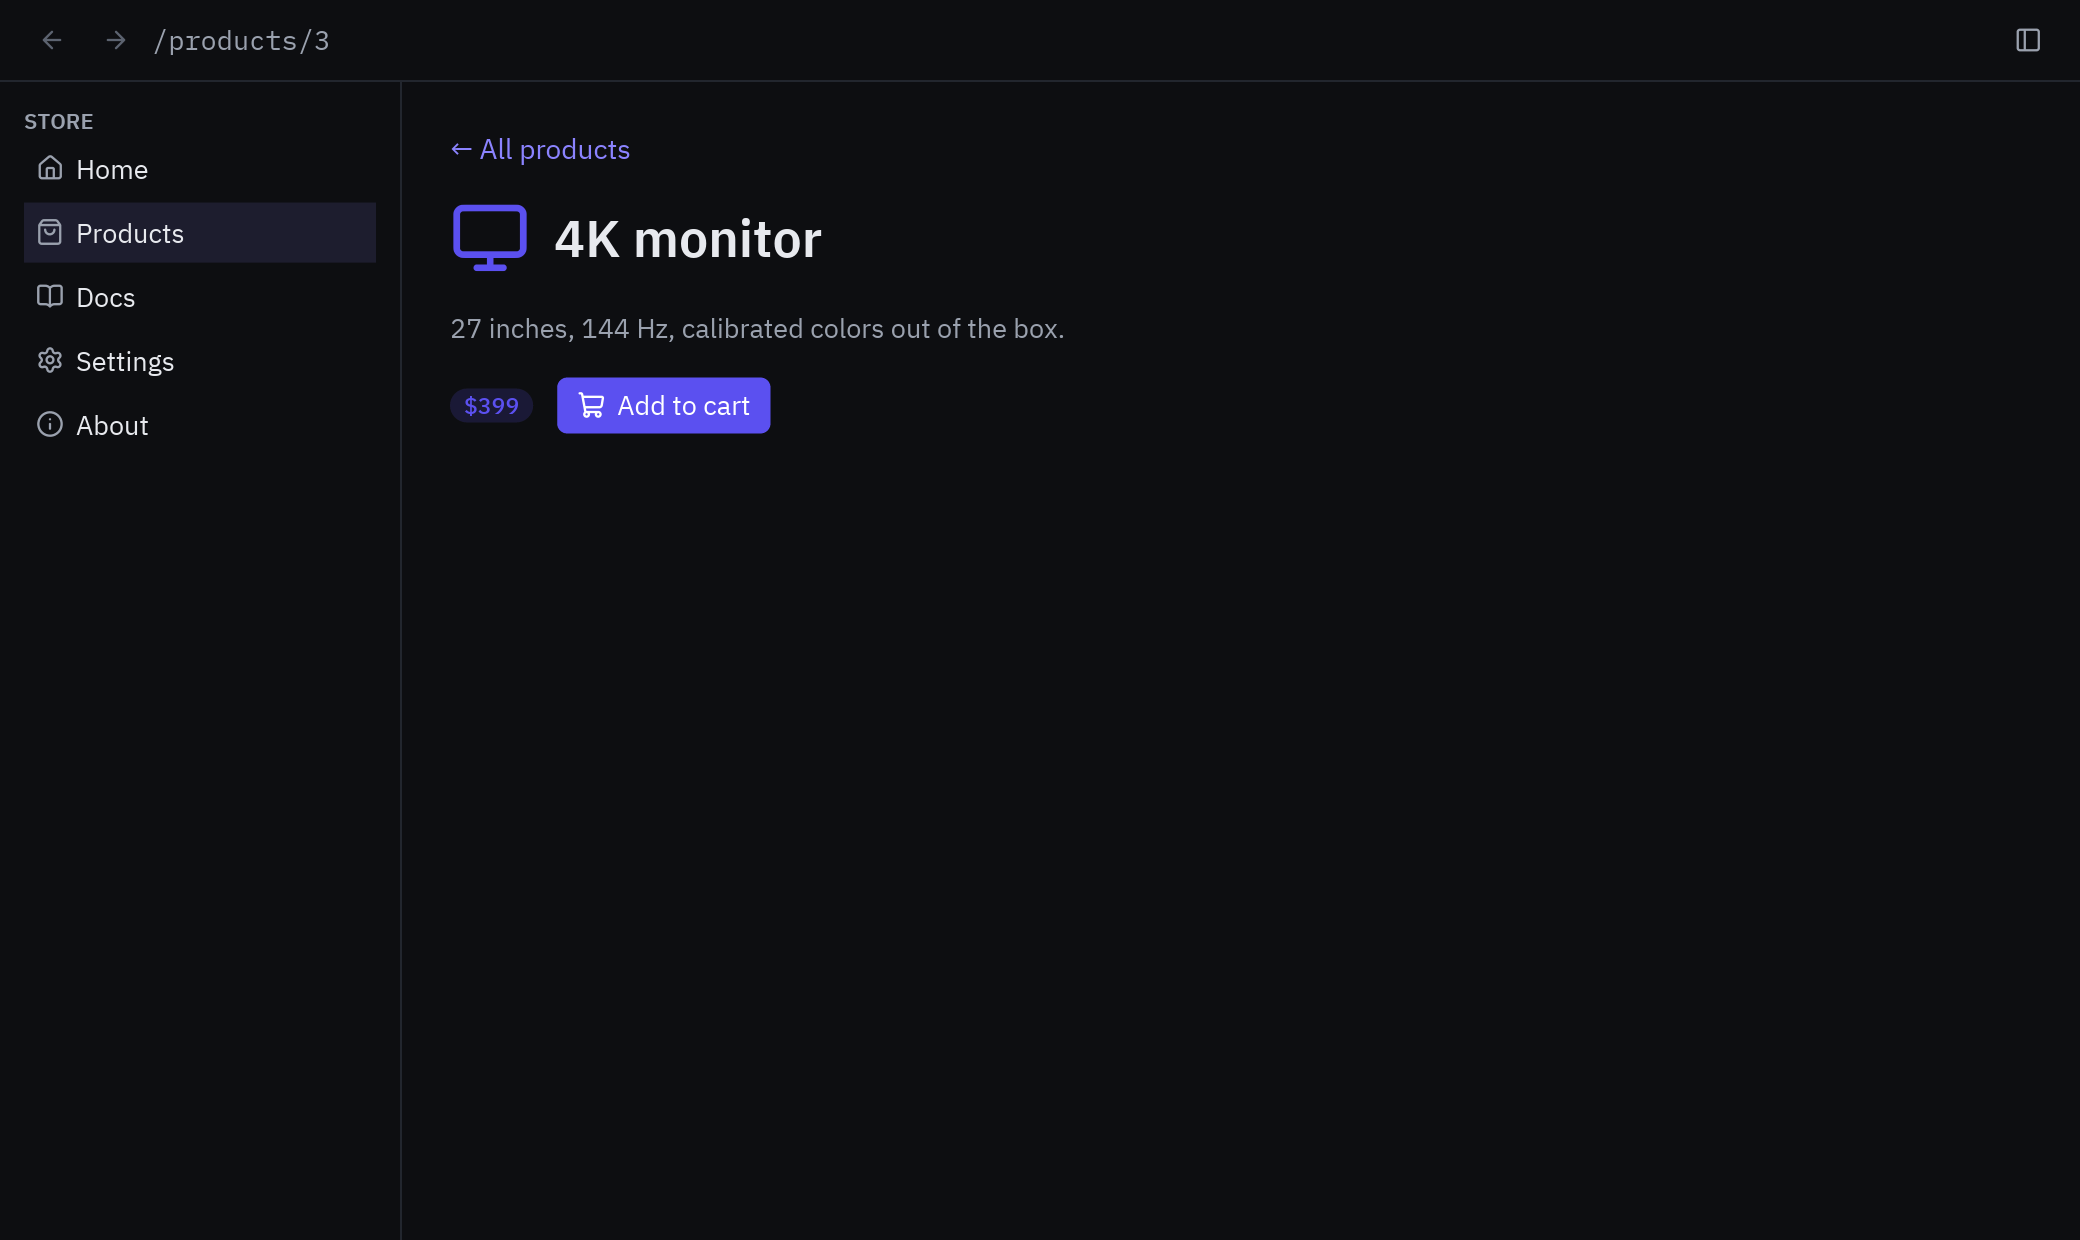 /products/3
STORE
Home
Products
Docs
Settings
About
← All products
4K monitor
27 inches, 144 Hz, calibrated colors out of the box.
$399
Add to cart